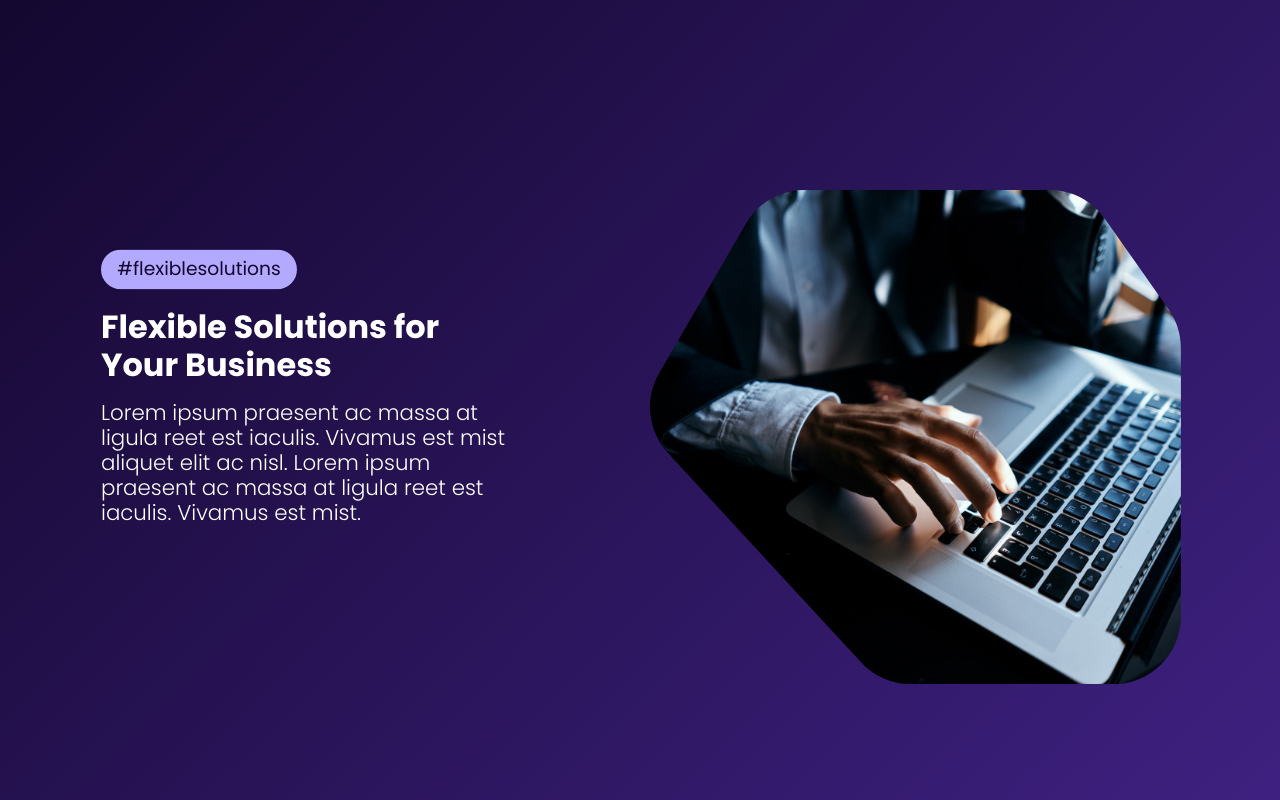 #flexiblesolutions
Flexible Solutions for
Your Business
Lorem ipsum praesent ac massa at
ligula reet est iaculis. Vivamus est mist
aliquet elit ac nisl. Lorem ipsum
praesent ac massa at ligula reet est
iaculis. Vivamus est mist.